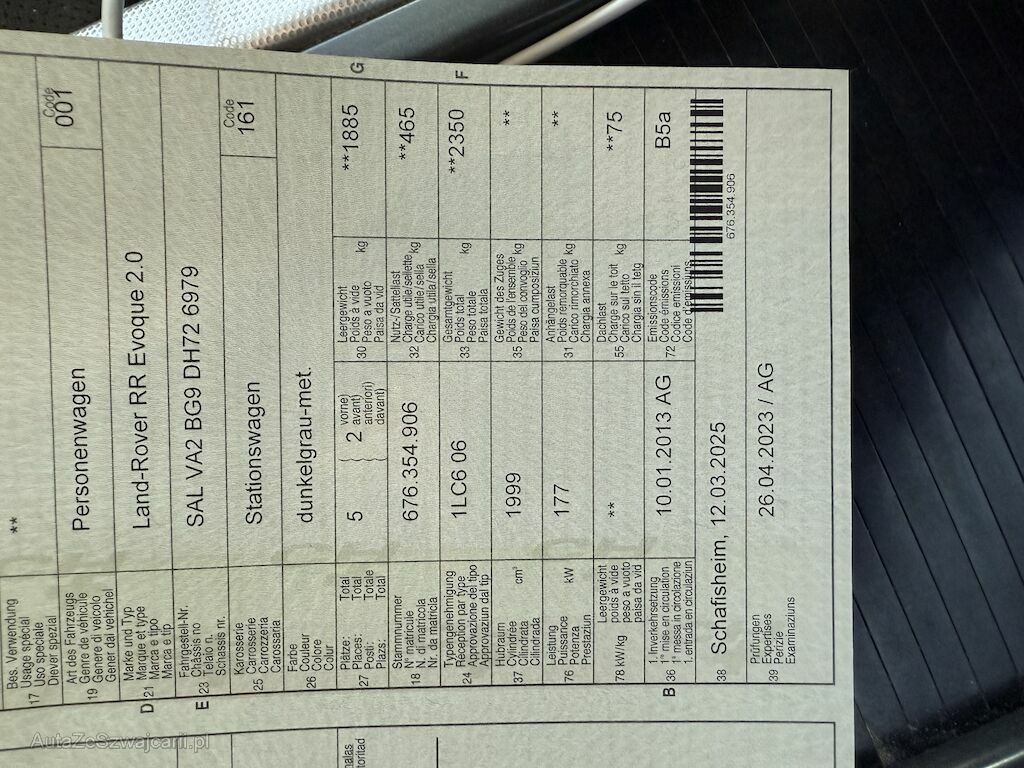 17
Bes. Verwendung
Usage spécial
Uso speciale
Diever spezial
**
19
Art des Fahrzeugs
Genre de véhicule
Genere di veicolo
Gener dal vehichel
Personenwagen
Code
001
D 21
Marke und Typ
Marque et type
Marca e tipo
Marca e tip
Land-Rover RR Evoque 2.0
E 23
Fahrgestell-Nr.
Châssis no
Telaio n.
Schassis nr.
SAL VA2 BG9 DH72 6979
25
Karosserie
Carrosserie
Carrozzeria
Carossaria
Stationswagen
Code
161
26
Farbe
Couleur
Colore
Colur
dunkelgrau-met.
27
Plätze: Total
Places: Total
Posti: Totale
Plazs: Total
5
2
vorne)
avant)
anteriori)
davant)
30
Leergewicht
Poids à vide
Peso a vuoto
Paisa da vid
kg
**1885
G
18
Stammnummer
N° matricule
N. di matricola
Nr. da matricla
676.354.906
32
Nutz-/Sattellast
Charge utile/sellette
Carico utile/sella
Chargia utila/sella
kg
**465
24
Typengenehmigung
Réception par type
Approvazione del tipo
Approvaziun dal tip
1LC6 06
33
Gesamtgewicht
Poids total
Peso totale
Paisa totala
kg
**2350
F
37
Hubraum
Cylindrée
Cilindrata
Cilindrada
cm³
1999
35
Gewicht des Zuges
Poids de l'ensemble
Peso del convoglio
Paisa cumposiziun
kg
**
76
Leistung
Puissance
Potenza
Prestaziun
kW
177
31
Anhängelast
Poids remorquable
Carico rimorchiato
Chargia annexa
kg
**
78 kW/kg
Leergewicht
poids à vide
peso a vuoto
paisa da vid
**
55
Dachlast
Charge sur le toit
Carico sul tetto
Chargia sin il tetg
kg
**75
B 36
1. Inverkehrsetzung
1re mise en circulation
1a messa in circolazione
1. entrada en circulaziun
10.01.2013 AG
72
Emissionscode
Code émissions
Codice emissioni
Code d'emissiuns
B5a
38
Schafisheim, 12.03.2025
676.354.906
39
Prüfungen
Expertises
Perizie
Examinaziuns
26.04.2023 / AG
AutaZeSzwajcarii.pl